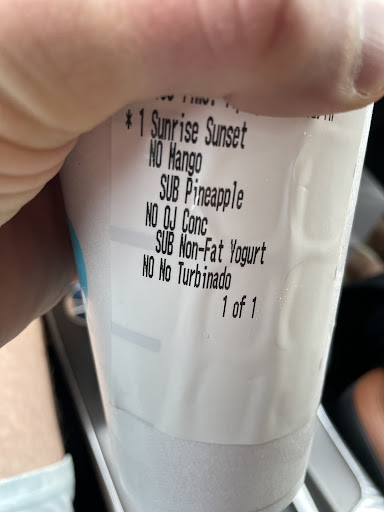 * 1 Sunrise Sunset
NO Mango
SUB Pineapple
NO OJ Conc
SUB Non-Fat Yogurt
NO No Turbinado
1 of 1